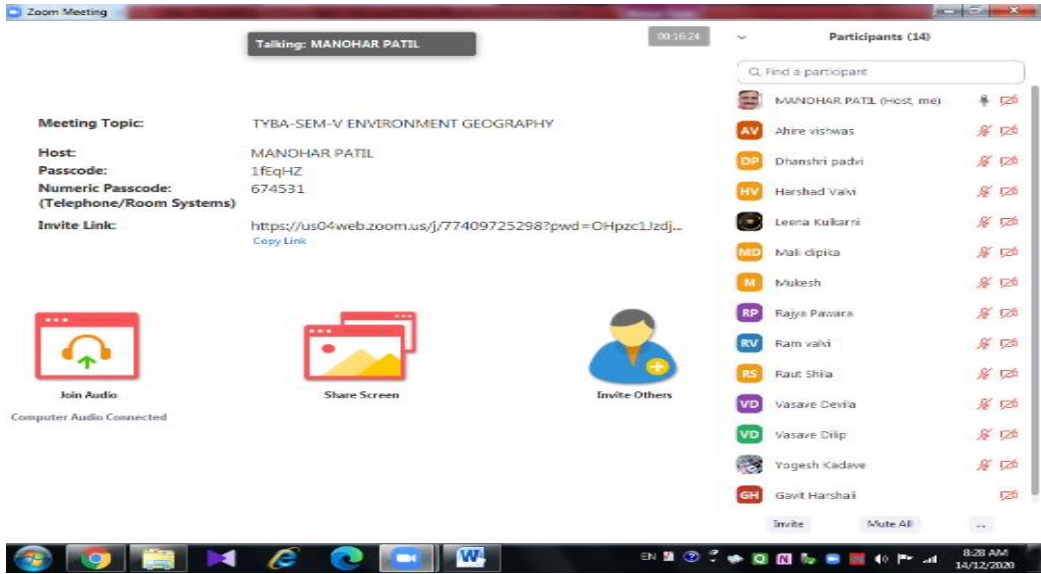 Zoom Meeting
Talking: MANOHAR PATIL
00:16:24
Participants (14)
Find a participant
Meeting Topic: TYBA-SEM-V ENVIRONMENT GEOGRAPHY
Host: MANOHAR PATIL
Passcode: 1fEqHZ
Numeric Passcode: 674531
(Telephone/Room Systems)
Invite Link: https://us04web.zoom.us/j/77409725298?pwd=OHpzc1Jzdj...
Copy Link
Join Audio
Computer Audio Connected
Share Screen
Invite Others
MANOHAR PATIL (Host, me)
AV Ahire vishwas
DP Dhanshri padvi
HV Harshad Valvi
Leena Kulkarni
MD Mali dipika
M Mukesh
RP Rajya Pawara
RV Ram valvi
RS Raut Shila
VD Vasave Devila
VD Vasave Dilip
Yogesh Kadave
GH Gavit Harshali
Invite Mute All ...
W
EN
8:28 AM
14/12/2020